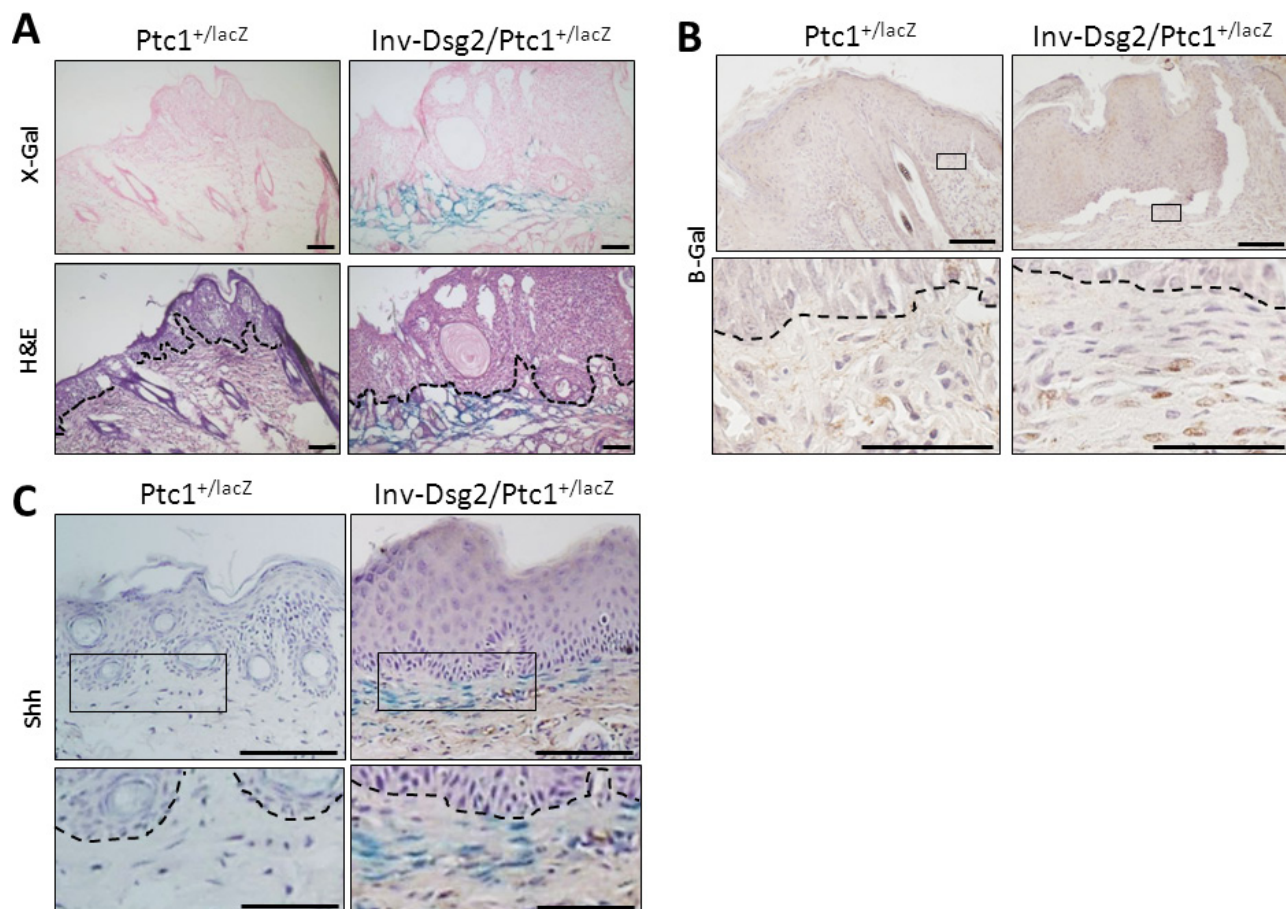 A
Ptc1+/lacZ
Inv-Dsg2/Ptc1+/lacZ
X-Gal
H&E
B
Ptc1+/lacZ
Inv-Dsg2/Ptc1+/lacZ
B-Gal
C
Ptc1+/lacZ
Inv-Dsg2/Ptc1+/lacZ
Shh